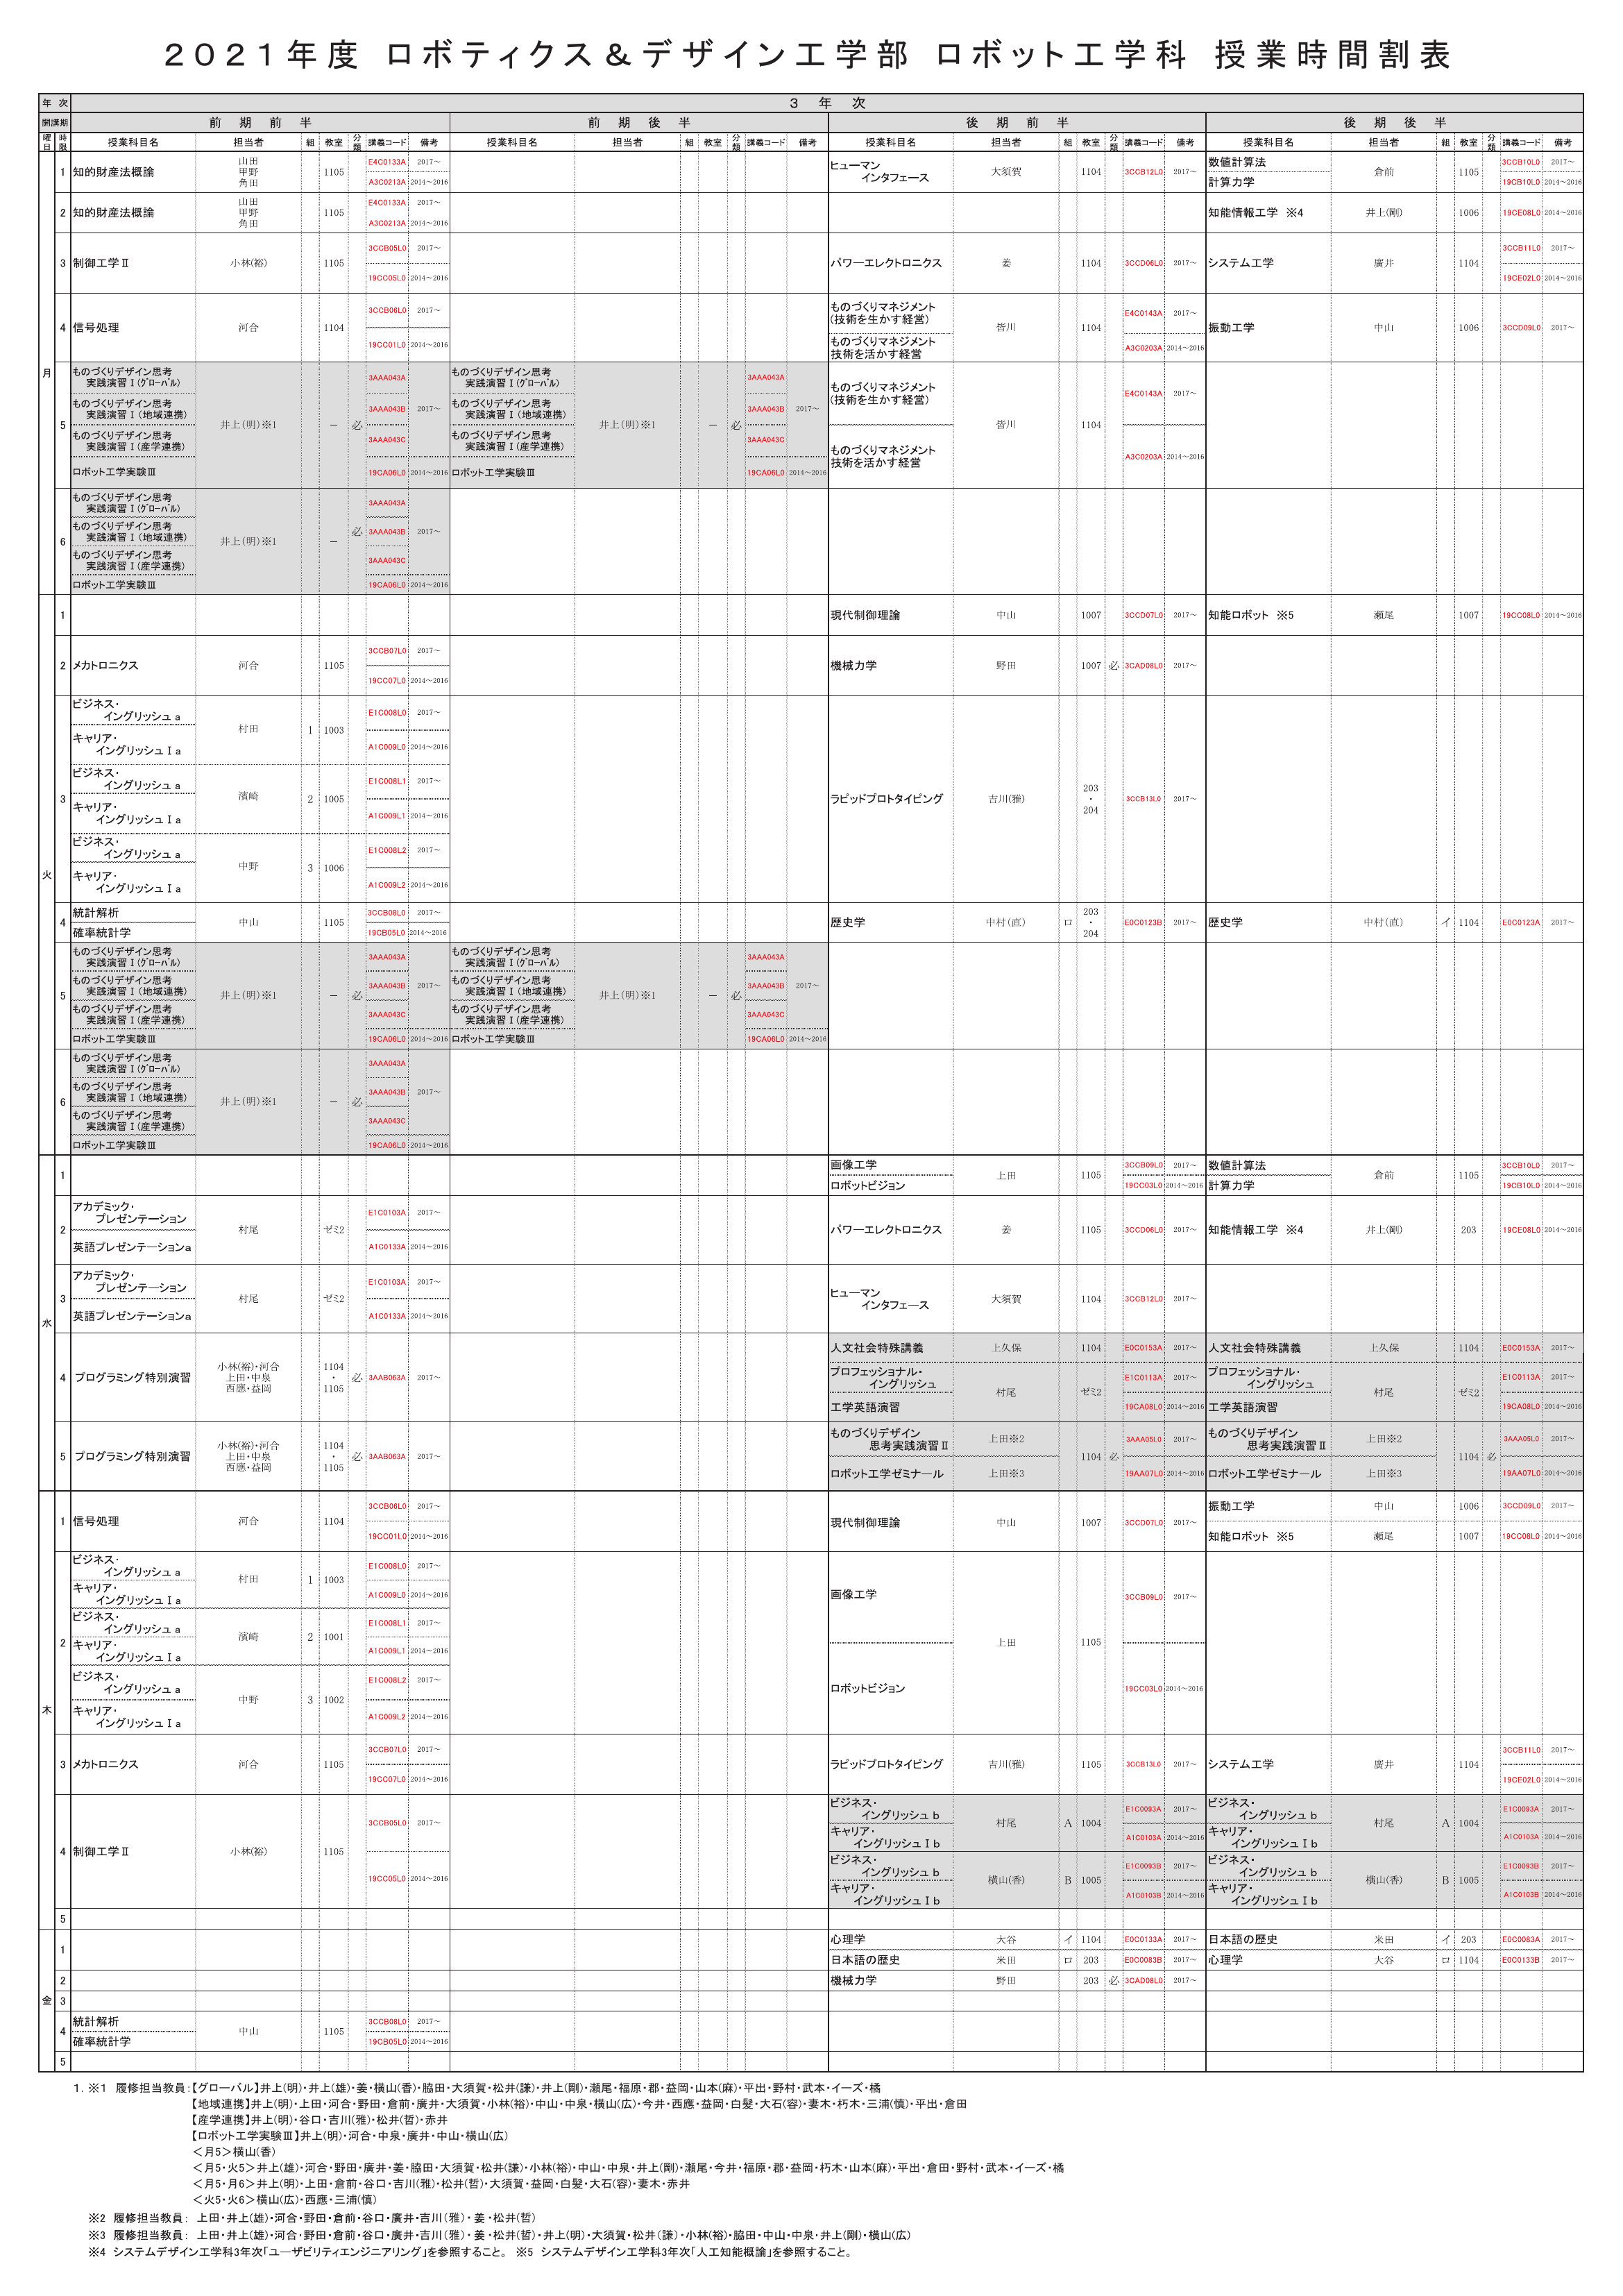 ２０２１年度 ロボティクス＆デザイン工学部 ロボット工学科 授業時間割表
年 次 3 年 次
開講期 前 期 前 半 前 期 後 半 後 期 前 半 後 期 後 半
曜日 時限 授業科目名 担当者 組 教室 分類 講義コード 備考 授業科目名 担当者 組 教室 分類 講義コード 備考 授業科目名 担当者 組 教室 分類 講義コード 備考 授業科目名 担当者 組 教室 分類 講義コード 備考
月
1 知的財産法概論 山田 甲野 角田 1105 E4C0133A 2017～ A3C0213A 2014～2016
ヒューマン インタフェース 大須賀 1104 3CCB12L0 2017～
数値計算法 計算力学 倉前 1105 3CCB10L0 2017～ 19CB10L0 2014～2016
2 知的財産法概論 山田 甲野 角田 1105 E4C0133A 2017～ A3C0213A 2014～2016
知能情報工学 ※4 井上(剛) 1006 19CE08L0 2014～2016
3 制御工学Ⅱ 小林(裕) 1105 3CCB05L0 2017～ 19CC05L0 2014～2016
パワーエレクトロニクス 姜 1104 3CCD06L0 2017～
システム工学 廣井 1104 3CCB11L0 2017～ 19CE02L0 2014～2016
4 信号処理 河合 1104 3CCB06L0 2017～ 19CC01L0 2014～2016
ものづくりマネジメント (技術を生かす経営) ものづくりマネジメント 技術を活かす経営 皆川 1104 E4C0143A 2017～ A3C0203A 2014～2016
振動工学 中山 1006 3CCD09L0 2017～
5 ものづくりデザイン思考 実践演習Ⅰ(ｸﾞﾛｰﾊﾞﾙ) 3AAA043A
ものづくりデザイン思考 実践演習Ⅰ(地域連携) 3AAA043B 2017～
ものづくりデザイン思考 実践演習Ⅰ(産学連携) 3AAA043C
ロボット工学実験Ⅲ 19CA06L0 2014～2016
井上(明)※1 － 必
ものづくりデザイン思考 実践演習Ⅰ(ｸﾞﾛｰﾊﾞﾙ) 3AAA043A
ものづくりデザイン思考 実践演習Ⅰ(地域連携) 3AAA043B 2017～
ものづくりデザイン思考 実践演習Ⅰ(産学連携) 3AAA043C
ロボット工学実験Ⅲ 19CA06L0 2014～2016
井上(明)※1 － 必
ものづくりマネジメント (技術を生かす経営) ものづくりマネジメント 技術を活かす経営 皆川 1104 E4C0143A 2017～ A3C0203A 2014～2016
6 ものづくりデザイン思考 実践演習Ⅰ(ｸﾞﾛｰﾊﾞﾙ) 3AAA043A
ものづくりデザイン思考 実践演習Ⅰ(地域連携) 3AAA043B 2017～
ものづくりデザイン思考 実践演習Ⅰ(産学連携) 3AAA043C
ロボット工学実験Ⅲ 19CA06L0 2014～2016
井上(明)※1 － 必
火
1 現代制御理論 中山 1007 3CCD07L0 2017～
知能ロボット ※5 瀬尾 1007 19CC08L0 2014～2016
2 メカトロニクス 河合 1105 3CCB07L0 2017～ 19CC07L0 2014～2016
機械力学 野田 1007 必 3CAD08L0 2017～
3 ビジネス・ イングリッシュａ キャリア・ イングリッシュⅠａ 村田 1 1003 E1C008L0 2017～ A1C009L0 2014～2016
ビジネス・ イングリッシュａ キャリア・ イングリッシュⅠａ 濱崎 2 1005 E1C008L1 2017～ A1C009L1 2014～2016
ビジネス・ イングリッシュａ キャリア・ イングリッシュⅠａ 中野 3 1006 E1C008L2 2017～ A1C009L2 2014～2016
ラピッドプロトタイピング 吉川(雅) 203 ・ 204 3CCB13L0 2017～
4 統計解析 確率統計学 中山 1105 3CCB08L0 2017～ 19CB05L0 2014～2016
歴史学 中村(直) ロ 203 ・ 204 E0C0123B 2017～
歴史学 中村(直) イ 1104 E0C0123A 2017～
5 ものづくりデザイン思考 実践演習Ⅰ(ｸﾞﾛｰﾊﾞﾙ) 3AAA043A
ものづくりデザイン思考 実践演習Ⅰ(地域連携) 3AAA043B 2017～
ものづくりデザイン思考 実践演習Ⅰ(産学連携) 3AAA043C
ロボット工学実験Ⅲ 19CA06L0 2014～2016
井上(明)※1 － 必
ものづくりデザイン思考 実践演習Ⅰ(ｸﾞﾛｰﾊﾞﾙ) 3AAA043A
ものづくりデザイン思考 実践演習Ⅰ(地域連携) 3AAA043B 2017～
ものづくりデザイン思考 実践演習Ⅰ(産学連携) 3AAA043C
ロボット工学実験Ⅲ 19CA06L0 2014～2016
井上(明)※1 － 必
6 ものづくりデザイン思考 実践演習Ⅰ(ｸﾞﾛｰﾊﾞﾙ) 3AAA043A
ものづくりデザイン思考 実践演習Ⅰ(地域連携) 3AAA043B 2017～
ものづくりデザイン思考 実践演習Ⅰ(産学連携) 3AAA043C
ロボット工学実験Ⅲ 19CA06L0 2014～2016
井上(明)※1 － 必
水
1 画像工学 ロボットビジョン 上田 1105 3CCB09L0 2017～ 19CC03L0 2014～2016
数値計算法 計算力学 倉前 1105 3CCB10L0 2017～ 19CB10L0 2014～2016
2 アカデミック・ プレゼンテーション 英語プレゼンテーションa 村尾 ゼミ2 E1C0103A 2017～ A1C0133A 2014～2016
パワーエレクトロニクス 姜 1105 3CCD06L0 2017～
知能情報工学 ※4 井上(剛) 203 19CE08L0 2014～2016
3 アカデミック・ プレゼンテーション 英語プレゼンテーションa 村尾 ゼミ2 E1C0103A 2017～ A1C0133A 2014～2016
ヒューマン インタフェース 大須賀 1104 3CCB12L0 2017～
4 プログラミング特別演習 小林(裕)・河合 上田・中泉 西應・益岡 1104 ・ 1105 必 3AAB063A 2017～
人文社会特殊講義 上久保 1104 E0C0153A 2017～
プロフェッショナル・ イングリッシュ 工学英語演習 村尾 ゼミ2 E1C0113A 2017～ 19CA08L0 2014～2016
人文社会特殊講義 上久保 1104 E0C0153A 2017～
プロフェッショナル・ イングリッシュ 工学英語演習 村尾 ゼミ2 E1C0113A 2017～ 19CA08L0 2014～2016
5 プログラミング特別演習 小林(裕)・河合 上田・中泉 西應・益岡 1104 ・ 1105 必 3AAB063A 2017～
ものづくりデザイン 思考実践演習Ⅱ 上田※2 ロボット工学ゼミナール 上田※3 1104 必 3AAA05L0 2017～ 19AA07L0 2014～2016
ものづくりデザイン 思考実践演習Ⅱ 上田※2 ロボット工学ゼミナール 上田※3 1104 必 3AAA05L0 2017～ 19AA07L0 2014～2016
木
1 信号処理 河合 1104 3CCB06L0 2017～ 19CC01L0 2014～2016
現代制御理論 中山 1007 3CCD07L0 2017～
振動工学 中山 1006 3CCD09L0 2017～
知能ロボット ※5 瀬尾 1007 19CC08L0 2014～2016
2 ビジネス・ イングリッシュａ キャリア・ イングリッシュⅠａ 村田 1 1003 E1C008L0 2017～ A1C009L0 2014～2016
ビジネス・ イングリッシュａ キャリア・ イングリッシュⅠａ 濱崎 2 1001 E1C008L1 2017～ A1C009L1 2014～2016
ビジネス・ イングリッシュａ キャリア・ イングリッシュⅠａ 中野 3 1002 E1C008L2 2017～ A1C009L2 2014～2016
画像工学 ロボットビジョン 上田 1105 3CCB09L0 2017～ 19CC03L0 2014～2016
3 メカトロニクス 河合 1105 3CCB07L0 2017～ 19CC07L0 2014～2016
ラピッドプロトタイピング 吉川(雅) 1105 3CCB13L0 2017～
システム工学 廣井 1104 3CCB11L0 2017～ 19CE02L0 2014～2016
4 制御工学Ⅱ 小林(裕) 1105 3CCB05L0 2017～ 19CC05L0 2014～2016
ビジネス・ イングリッシュｂ キャリア・ イングリッシュⅠｂ 村尾 A 1004 E1C0093A 2017～ A1C0103A 2014～2016
ビジネス・ イングリッシュｂ キャリア・ イングリッシュⅠｂ 横山(香) B 1005 E1C0093B 2017～ A1C0103B 2014～2016
ビジネス・ イングリッシュｂ キャリア・ イングリッシュⅠｂ 村尾 A 1004 E1C0093A 2017～ A1C0103A 2014～2016
ビジネス・ イングリッシュｂ キャリア・ イングリッシュⅠｂ 横山(香) B 1005 E1C0093B 2017～ A1C0103B 2014～2016
5
金
1 心理学 大谷 イ 1104 E0C0133A 2017～ 日本語の歴史 米田 イ 203 E0C0083A 2017～
日本語の歴史 米田 ロ 203 E0C0083B 2017～ 心理学 大谷 ロ 1104 E0C0133B 2017～
2 機械力学 野田 203 必 3CAD08L0 2017～
3
4 統計解析 確率統計学 中山 1105 3CCB08L0 2017～ 19CB05L0 2014～2016
5
1. ※1 履修担当教員:【グローバル】井上(明)・井上(雄)・姜・横山(香)・脇田・大須賀・松井(謙)・井上(剛)・瀬尾・福原・郡・益岡・山本(麻)・平出・野村・武本・イーズ・橘
【地域連携】井上(明)・上田・河合・野田・倉前・廣井・大須賀・小林(裕)・中山・中泉・横山(広)・今井・西應・益岡・白髪・大石(容)・妻木・朽木・三浦(慎)・平出・倉田
【産学連携】井上(明)・谷口・吉川(雅)・松井(哲)・赤井
【ロボット工学実験Ⅲ】井上(明)・河合・中泉・廣井・中山・横山(広)
＜月5＞横山(香)
＜月5・火5＞井上(雄)・河合・野田・廣井・姜・脇田・大須賀・松井(謙)・小林(裕)・中山・中泉・井上(剛)・瀬尾・今井・福原・郡・益岡・朽木・山本(麻)・平出・倉田・野村・武本・イーズ・橘
＜月5・月6＞井上(明)・上田・倉前・谷口・吉川(雅)・松井(哲)・大須賀・益岡・白髪・大石(容)・妻木・赤井
＜火5・火6＞横山(広)・西應・三浦(慎)
※2 履修担当教員: 上田・井上(雄)・河合・野田・倉前・谷口・廣井・吉川(雅)・姜・松井(哲)
※3 履修担当教員: 上田・井上(雄)・河合・野田・倉前・谷口・廣井・吉川(雅)・姜・松井(哲)・井上(明)・大須賀・松井(謙)・小林(裕)・脇田・中山・中泉・井上(剛)・横山(広)
※4 システムデザイン工学科3年次「ユーザビリティエンジニアリング」を参照すること。 ※5 システムデザイン工学科3年次「人工知能概論」を参照すること。